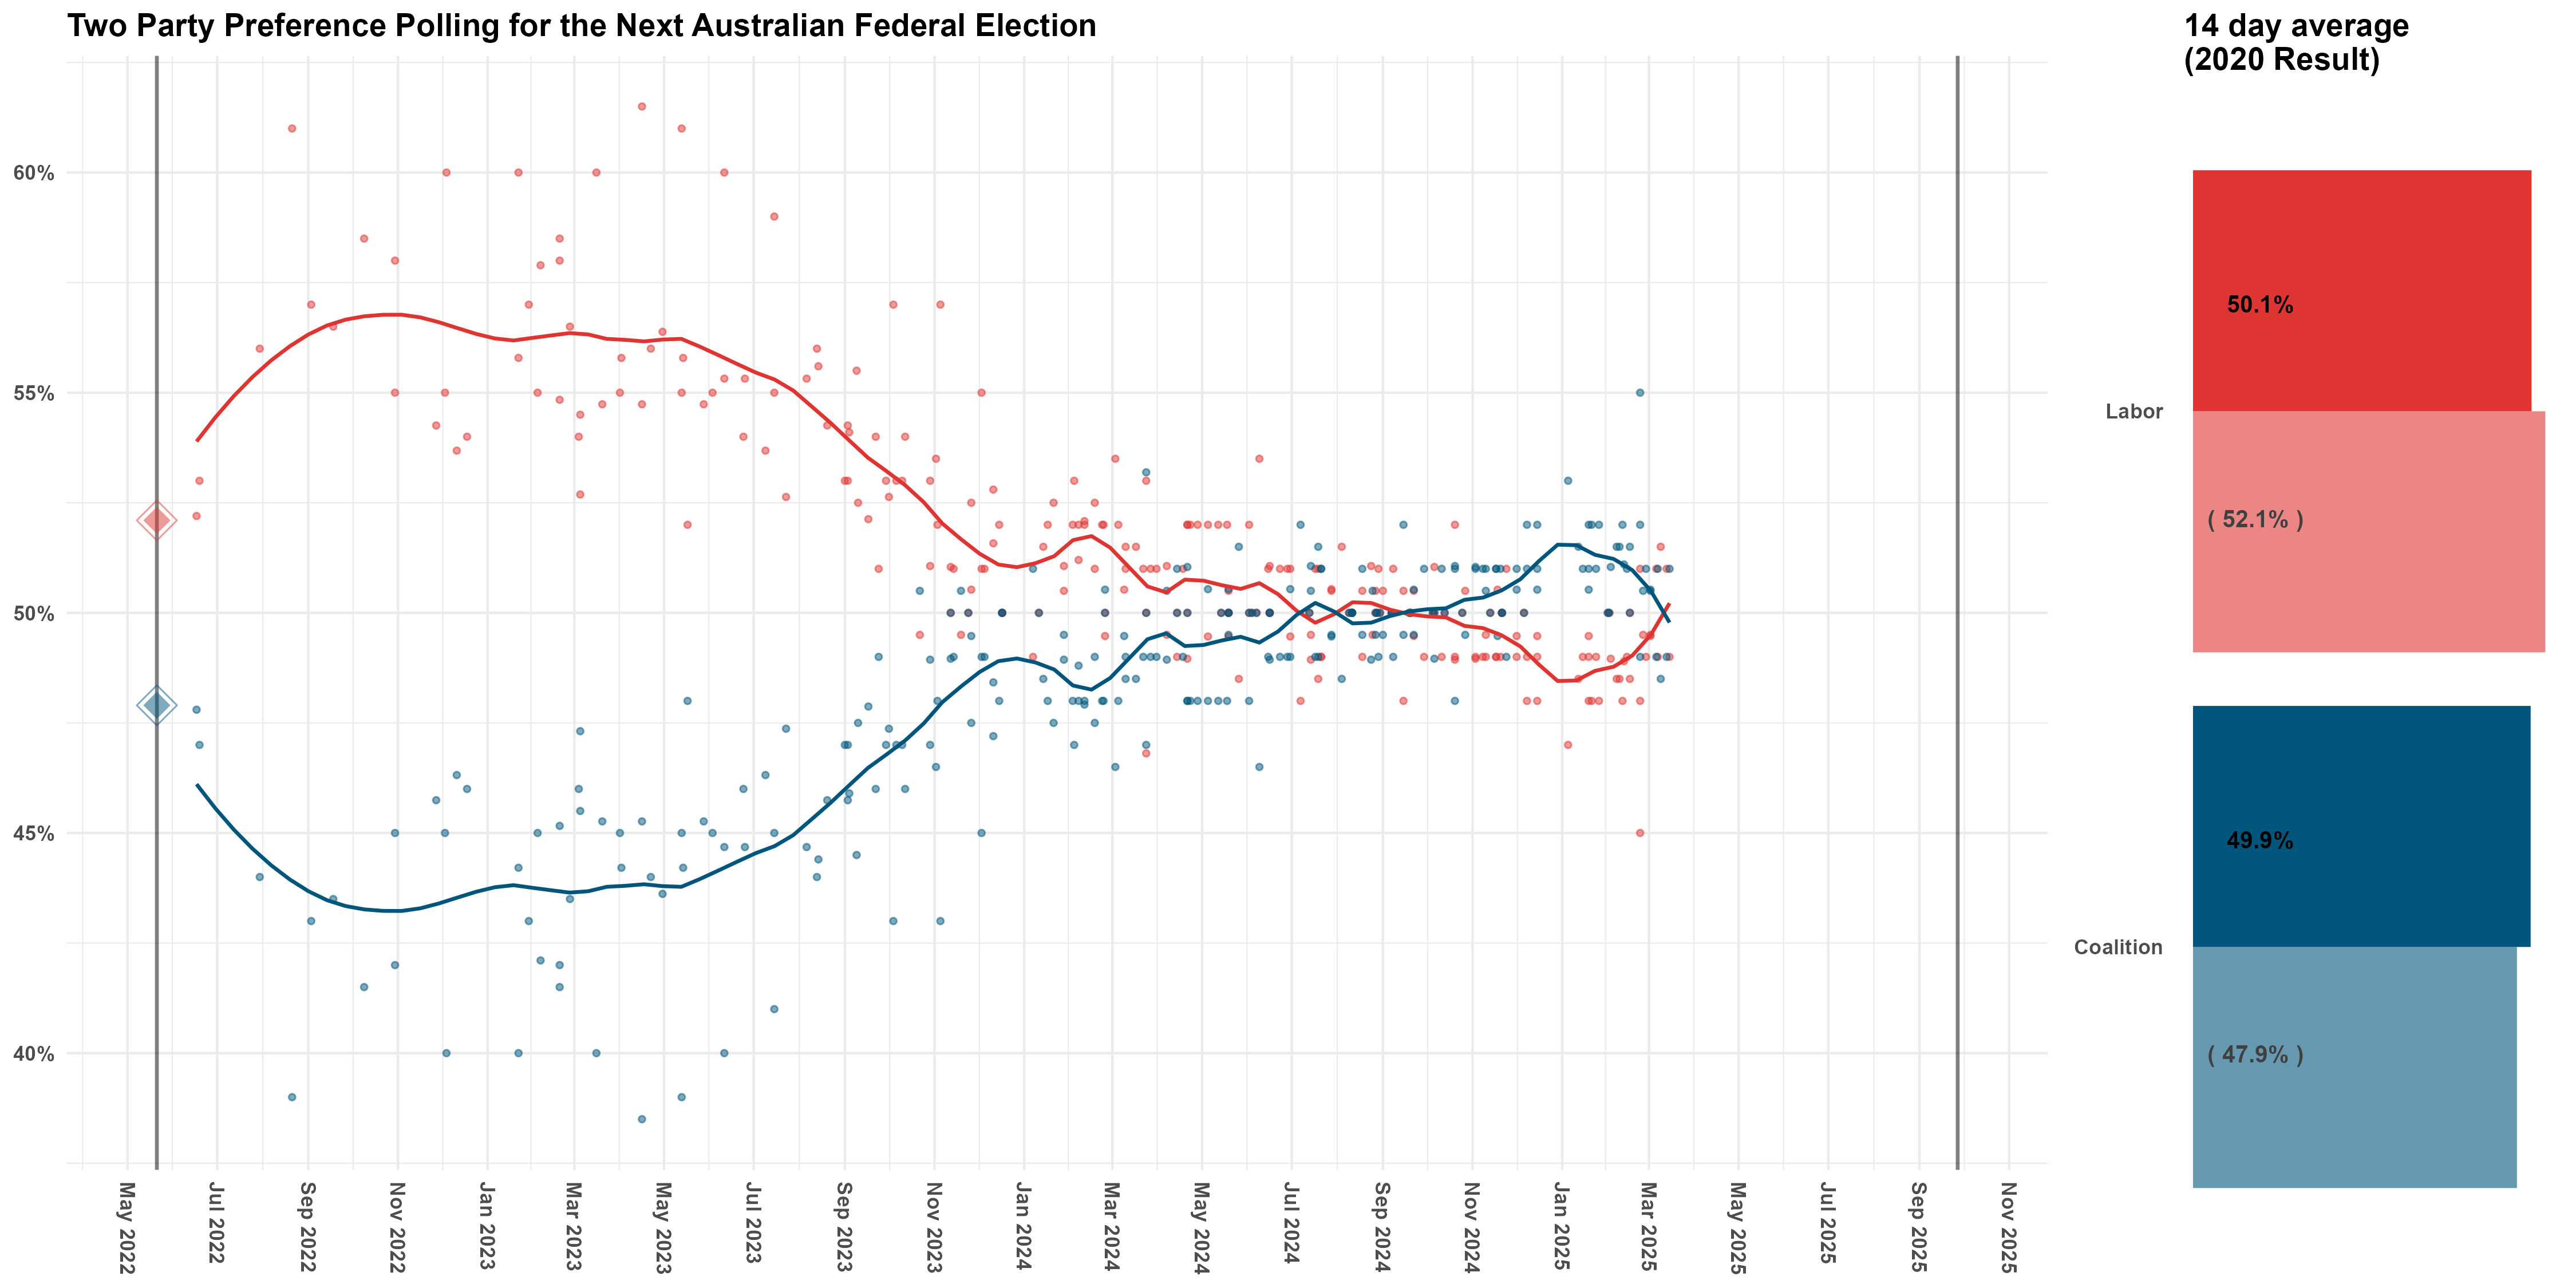 Two Party Preference Polling for the Next Australian Federal Election
14 day average
(2020 Result)
60%
55%
50%
45%
40%
May 2022
Jul 2022
Sep 2022
Nov 2022
Jan 2023
Mar 2023
May 2023
Jul 2023
Sep 2023
Nov 2023
Jan 2024
Mar 2024
May 2024
Jul 2024
Sep 2024
Nov 2024
Jan 2025
Mar 2025
May 2025
Jul 2025
Sep 2025
Nov 2025
Labor
50.1%
( 52.1% )
Coalition
49.9%
( 47.9% )